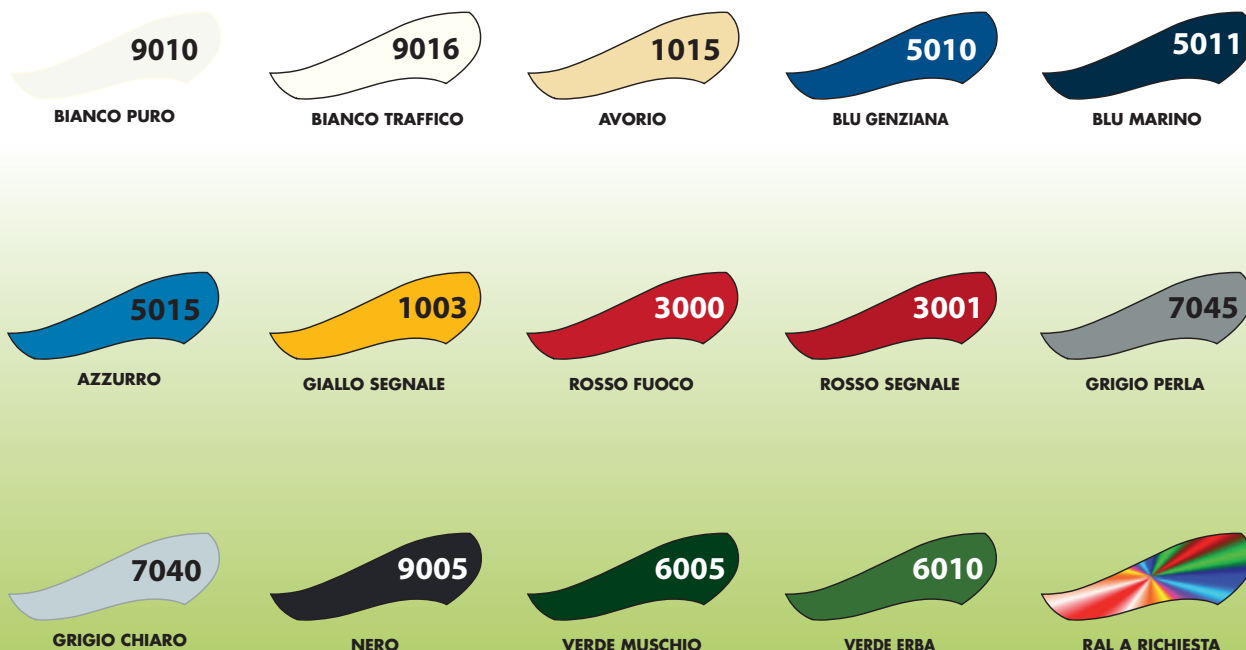 9010 9016 1015 5010 5011
BIANCO PURO BIANCO TRAFFICO AVORIO BLU GENZIANA BLU MARINO
5015 1003 3000 3001 7045
AZZURRO GIALLO SEGNALE ROSSO FUOCO ROSSO SEGNALE GRIGIO PERLA
7040 9005 6005 6010
GRIGIO CHIARO NERO VERDE MUSCHIO VERDE ERBA RAL A RICHIESTA